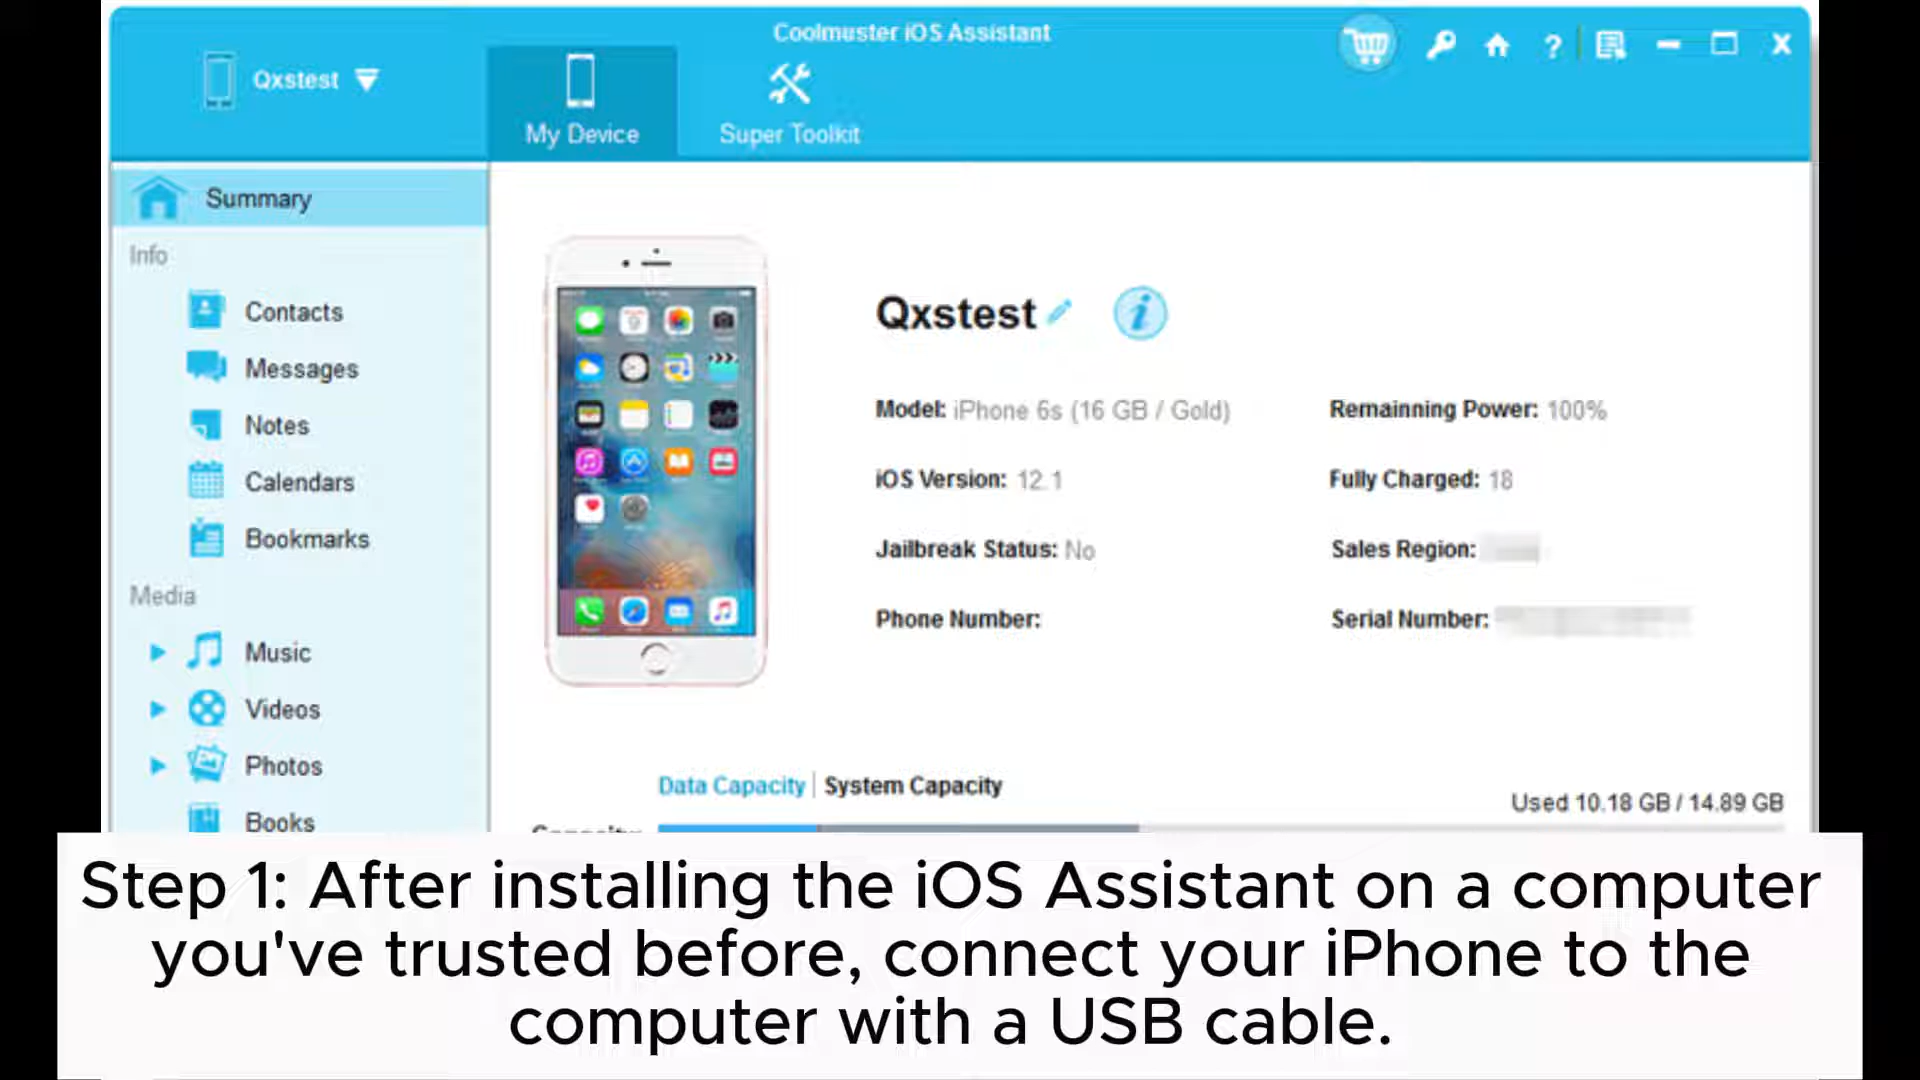 Coolmuster iOS Assistant
Qxstest
My Device
Super Toolkit
?
Summary
Info
Contacts
Messages
Notes
Calendars
Bookmarks
Media
Music
Videos
Photos
Books
Qxstest
i
Model: iPhone 6s (16 GB / Gold)
Remainning Power: 100%
iOS Version: 12.1
Fully Charged: 18
Jailbreak Status: No
Sales Region:
Phone Number:
Serial Number:
Data Capacity | System Capacity
Used 10.18 GB / 14.89 GB
Step 1: After installing the iOS Assistant on a computer
you've trusted before, connect your iPhone to the
computer with a USB cable.